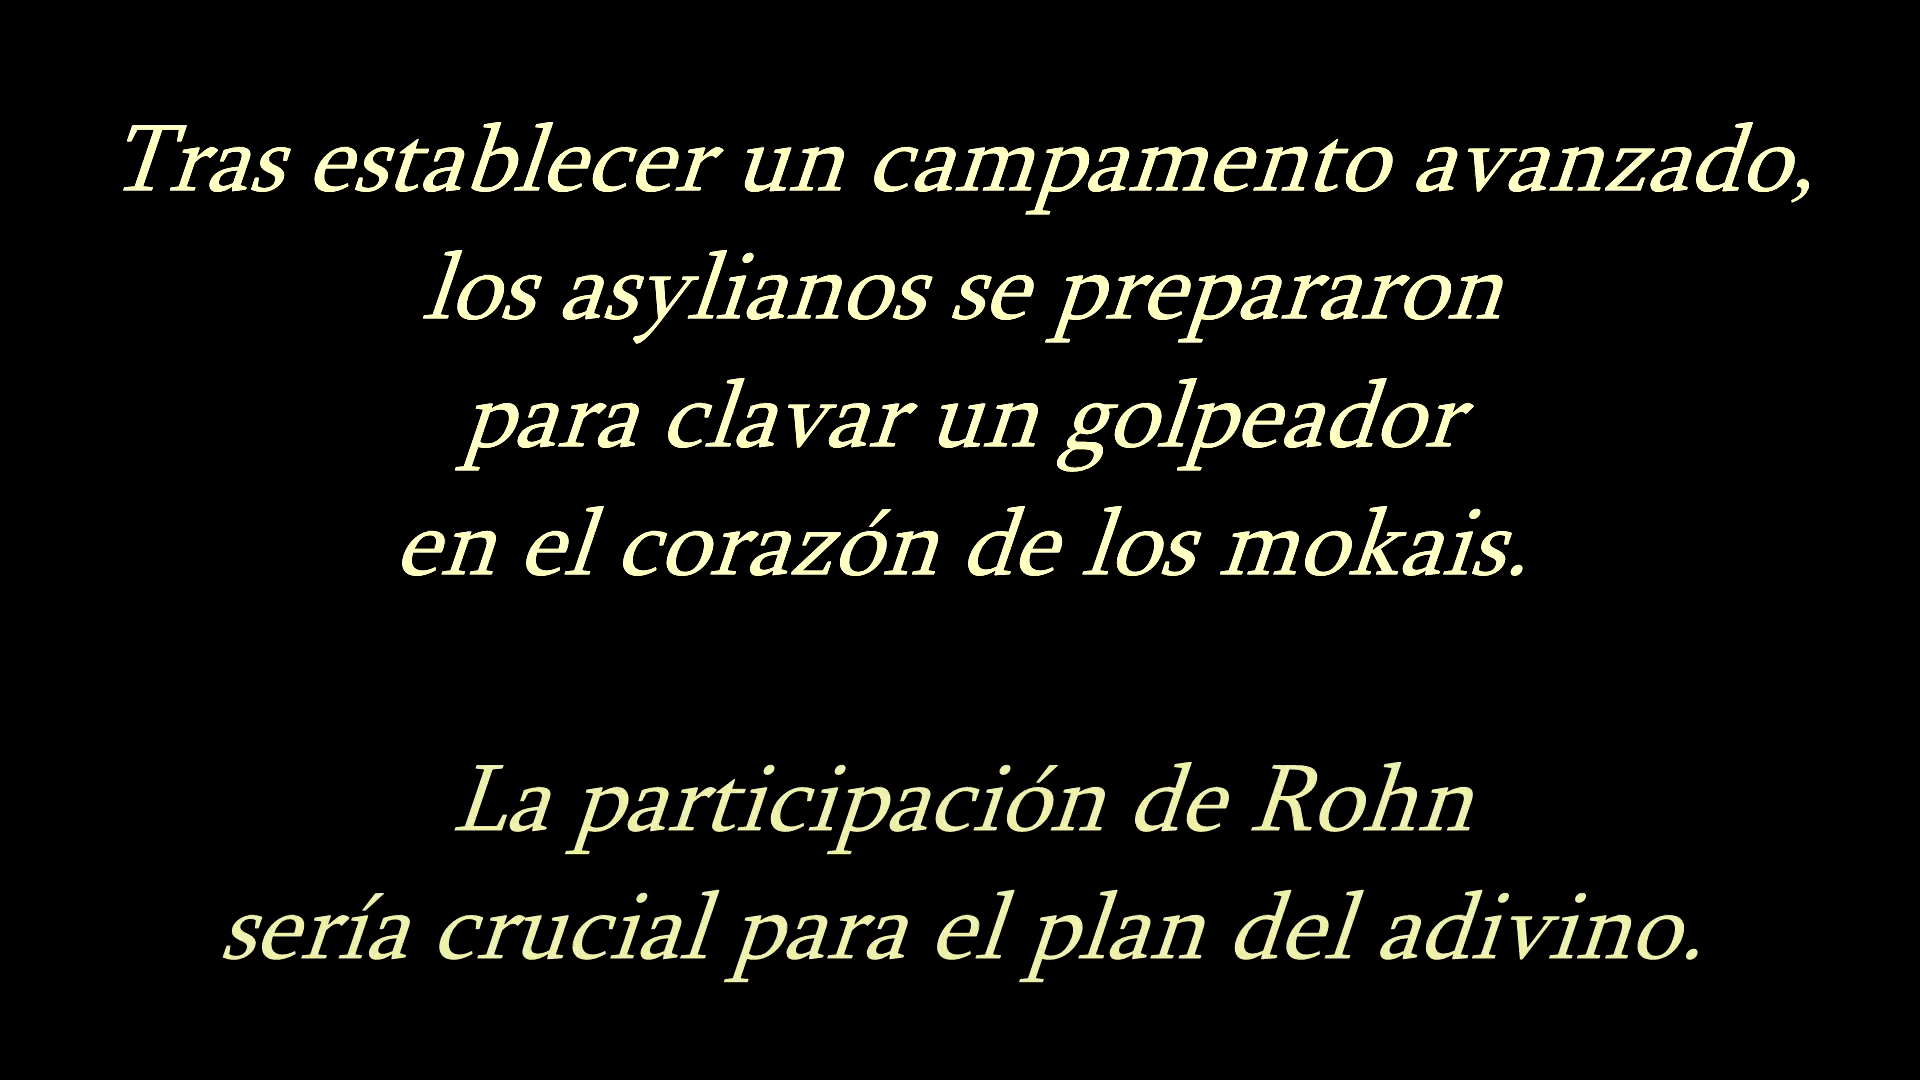 Tras establecer un campamento avanzado,
los asylianos se prepararon
para clavar un golpeador
en el corazón de los mokais.
La participación de Rohn
sería crucial para el plan del adivino.